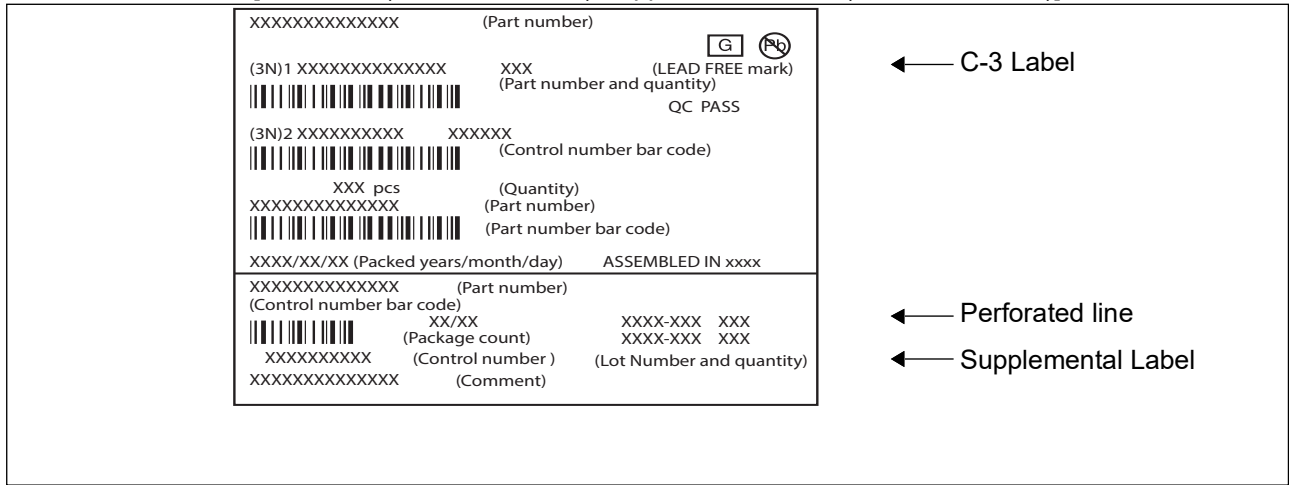 XXXXXXXXXXXXXX (Part number)
G Pb
C-3 Label
(3N)1 XXXXXXXXXXXXXX XXX (LEAD FREE mark)
(Part number and quantity)
QC PASS
(3N)2 XXXXXXXXXX XXXXXX
(Control number bar code)
XXX pcs (Quantity)
XXXXXXXXXXXXXX (Part number)
(Part number bar code)
XXXX/XX/XX (Packed years/month/day) ASSEMBLED IN xxxx
XXXXXXXXXXXXXX (Part number)
(Control number bar code)
Perforated line
XX/XX XXXX-XXX XXX
(Package count) XXXX-XXX XXX
XXXXXXXXXX (Control number ) (Lot Number and quantity)
Supplemental Label
XXXXXXXXXXXXXX (Comment)